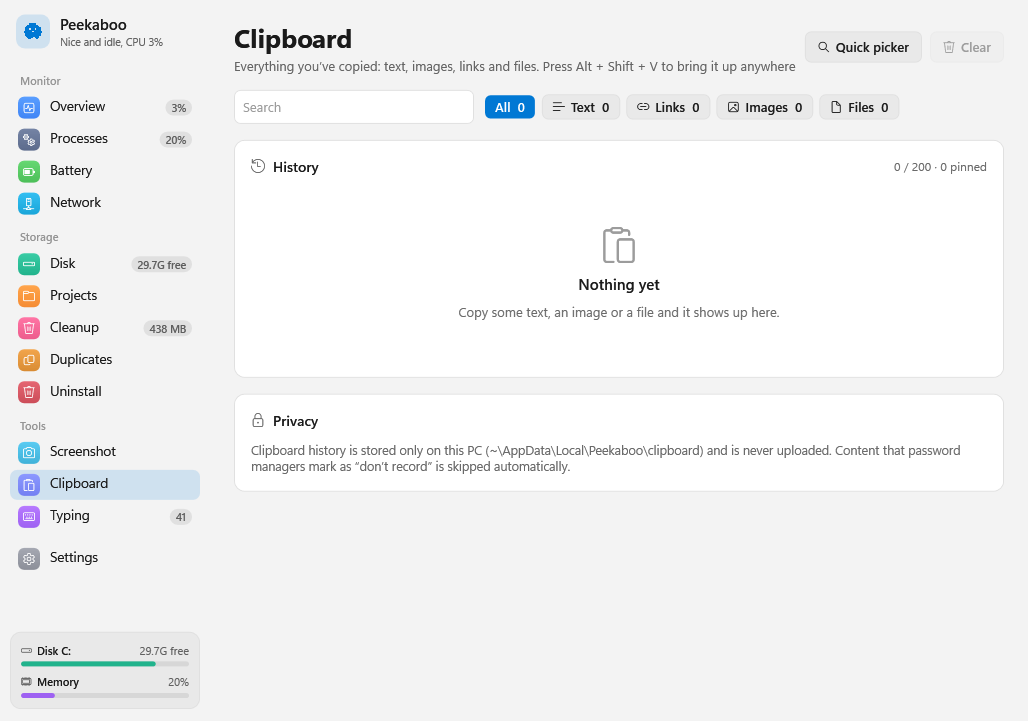 Peekaboo
Nice and idle, CPU 3%
Monitor
Overview 3%
Processes 20%
Battery
Network
Storage
Disk 29.7G free
Projects
Cleanup 438 MB
Duplicates
Uninstall
Tools
Screenshot
Clipboard
Typing 41
Settings
Disk C: 29.7G free
Memory 20%
Clipboard
Everything you've copied: text, images, links and files. Press Alt + Shift + V to bring it up anywhere
Quick picker
Clear
Search
All 0
Text 0
Links 0
Images 0
Files 0
History
0 / 200 · 0 pinned
Nothing yet
Copy some text, an image or a file and it shows up here.
Privacy
Clipboard history is stored only on this PC (~\AppData\Local\Peekaboo\clipboard) and is never uploaded. Content that password
managers mark as “don’t record” is skipped automatically.